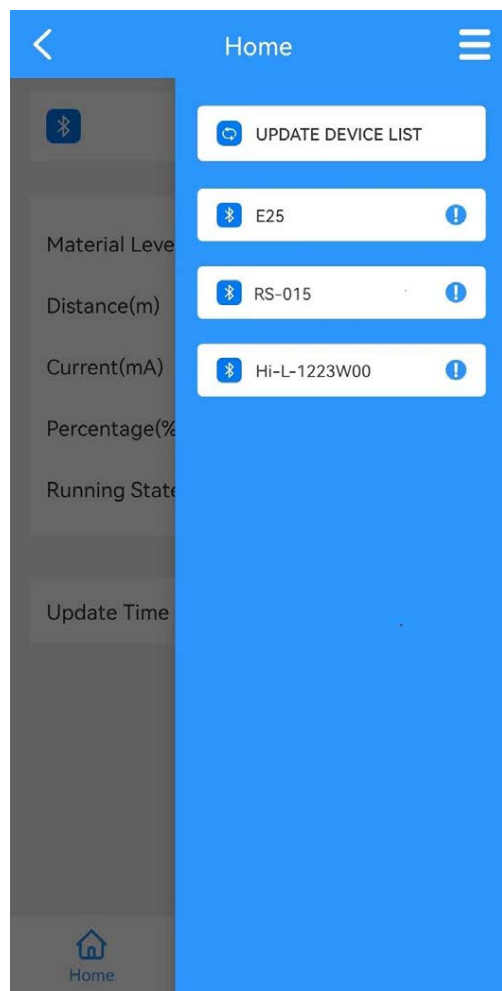 Home
UPDATE DEVICE LIST
E25
Material Leve
RS-015
Distance(m)
Current(mA)
Hi-L-1223W00
Percentage(%
Running State
Update Time
Home